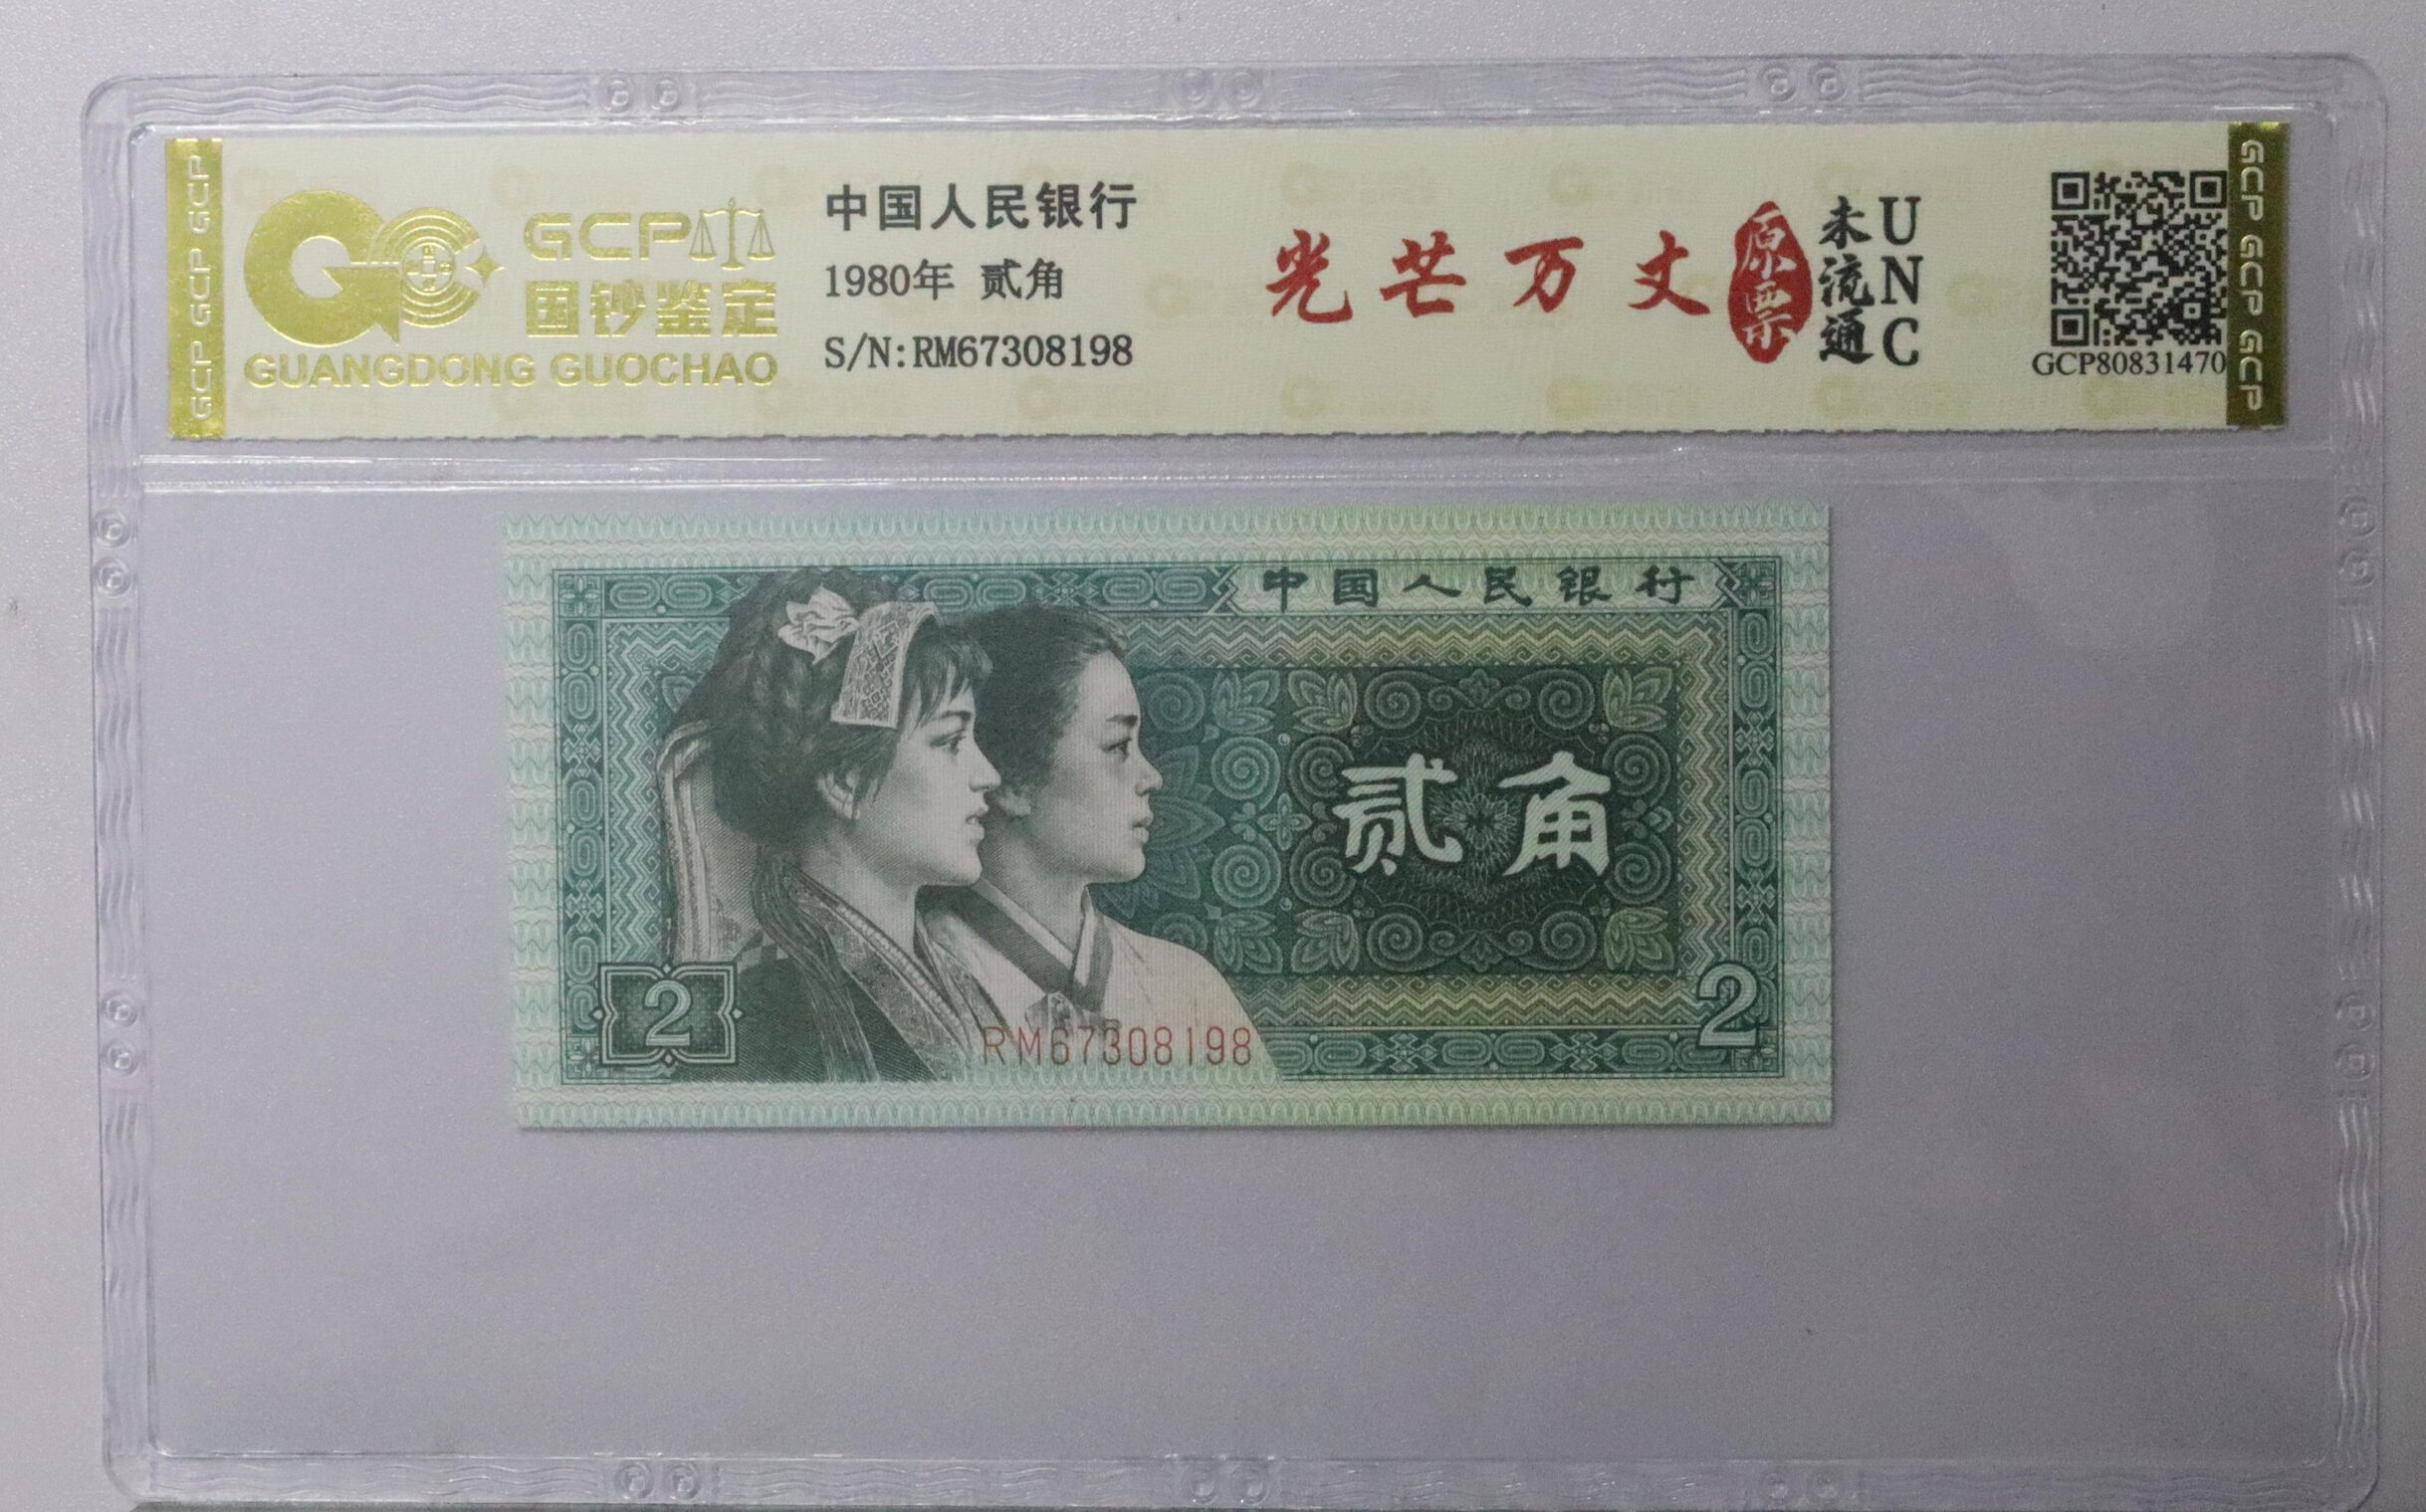 GCP GCP GCP
GCP
国钞鉴定
GUANGDONG GUOCHAO
中国人民银行
1980年 贰角
S/N:RM67308198
光芒万丈
原票
未流通
UNC
GCP80831470
GCP GCP GCP
中国人民银行
贰角
2
RM67308198
2